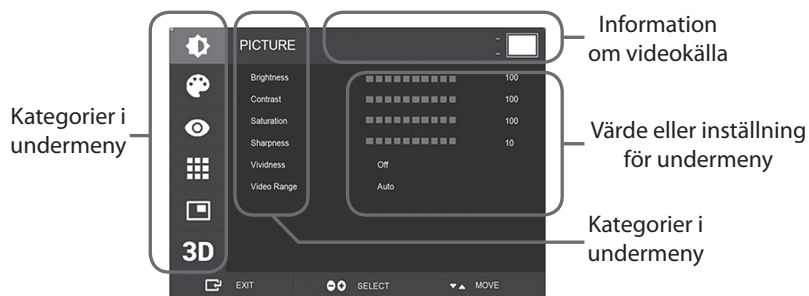 Information
om videokälla
PICTURE
Brightness 100
Contrast 100
Saturation 100
Sharpness 10
Vividness Off
Video Range Auto
3D
EXIT SELECT MOVE
Kategorier i
undermeny
Värde eller inställning
för undermeny
Kategorier i
undermeny